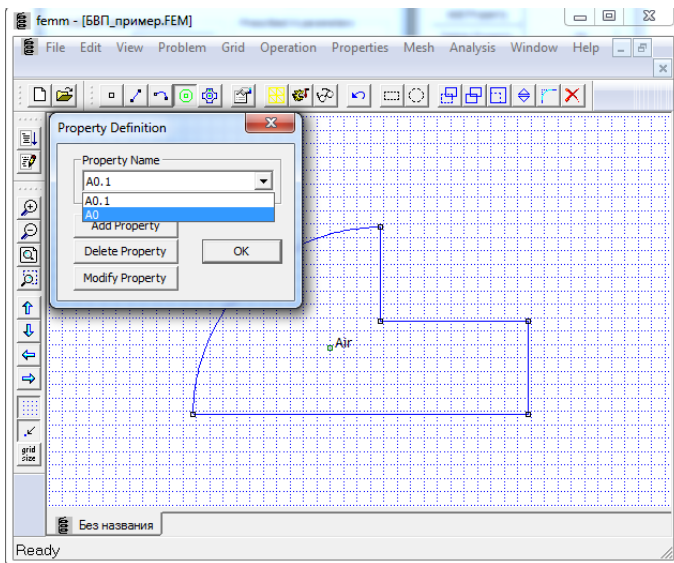 femm - [БВП_пример.FEM]
File Edit View Problem Grid Operation Properties Mesh Analysis Window Help
Property Definition
Property Name
A0.1
A0.1
A0
Add Property
Delete Property
OK
Modify Property
Air
grid
size
Без названия
Ready